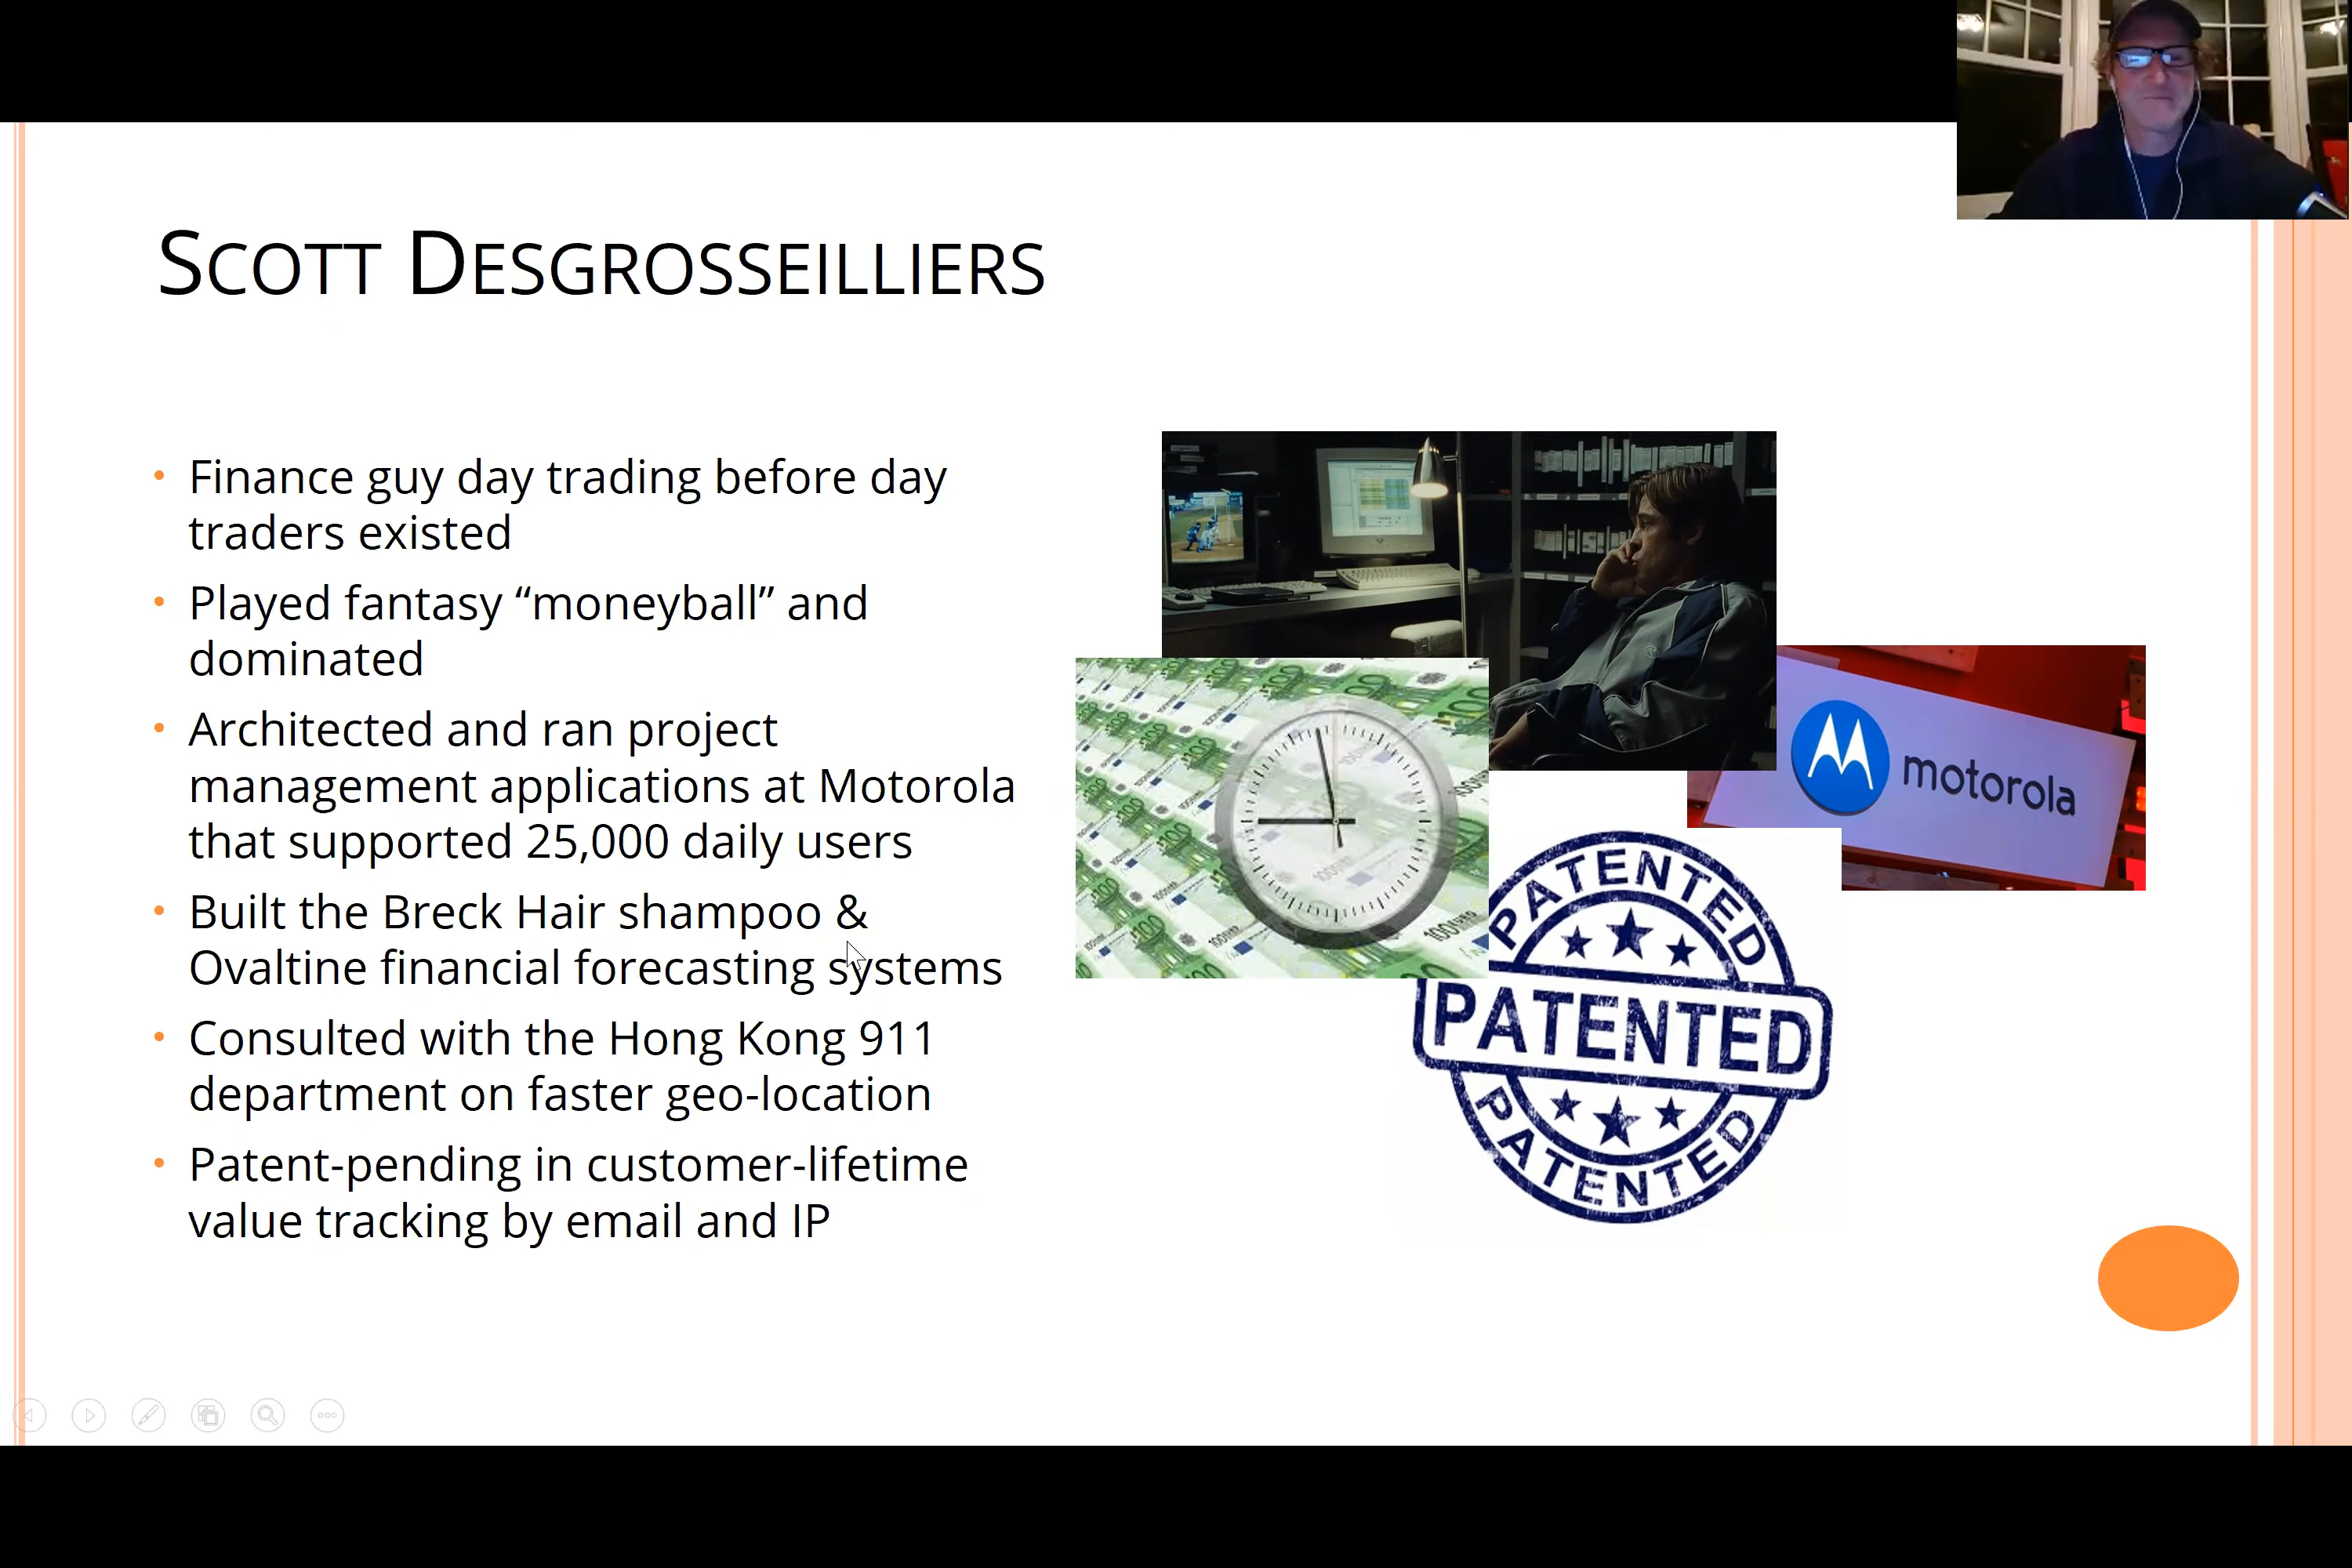 SCOTT DESGROSSEILLIERS
• Finance guy day trading before day
traders existed
• Played fantasy “moneyball” and
dominated
• Architected and ran project
management applications at Motorola
that supported 25,000 daily users
• Built the Breck Hair shampoo &
Ovaltine financial forecasting systems
• Consulted with the Hong Kong 911
department on faster geo-location
• Patent-pending in customer-lifetime
value tracking by email and IP
motorola
PATENTED
PATENTED
PATENTED